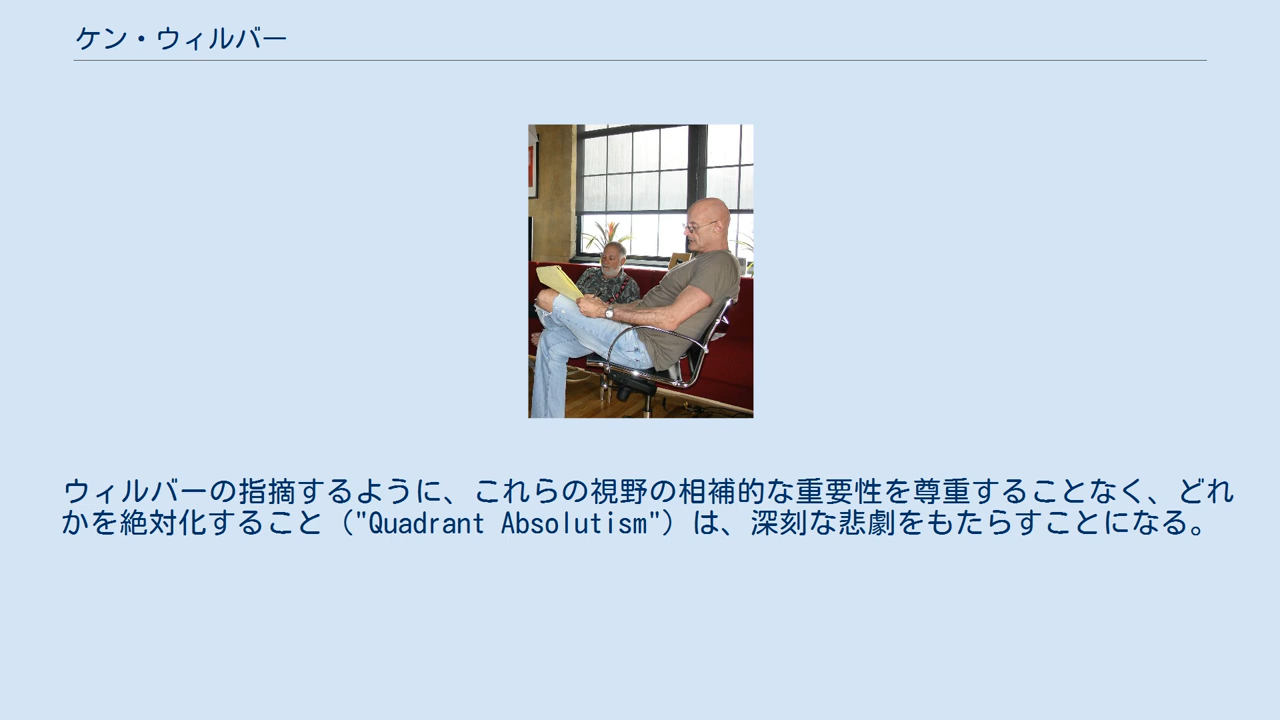 ケン・ウィルバー
ウィルバーの指摘するように、これらの視野の相補的な重要性を尊重することなく、どれ
かを絶対化すること（"Quadrant Absolutism"）は、深刻な悲劇をもたらすことになる。